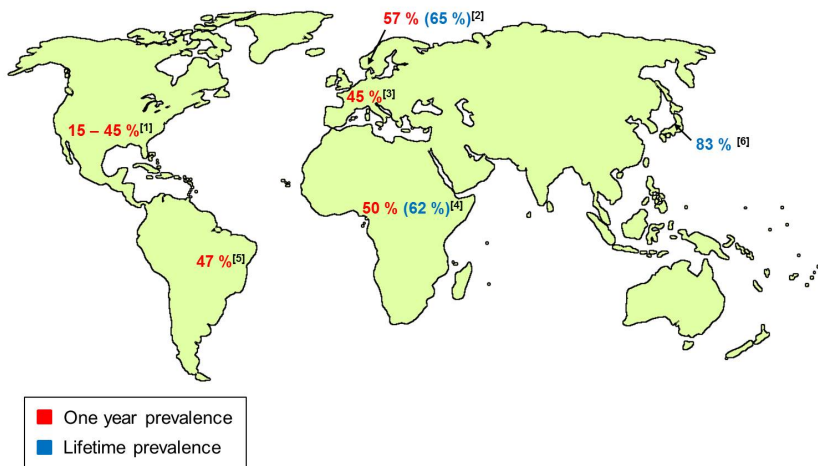 57 % (65 %)[2]
45 %[3]
15 – 45 %[1]
83 % [6]
50 % (62 %)[4]
47 %[5]
One year prevalence
Lifetime prevalence